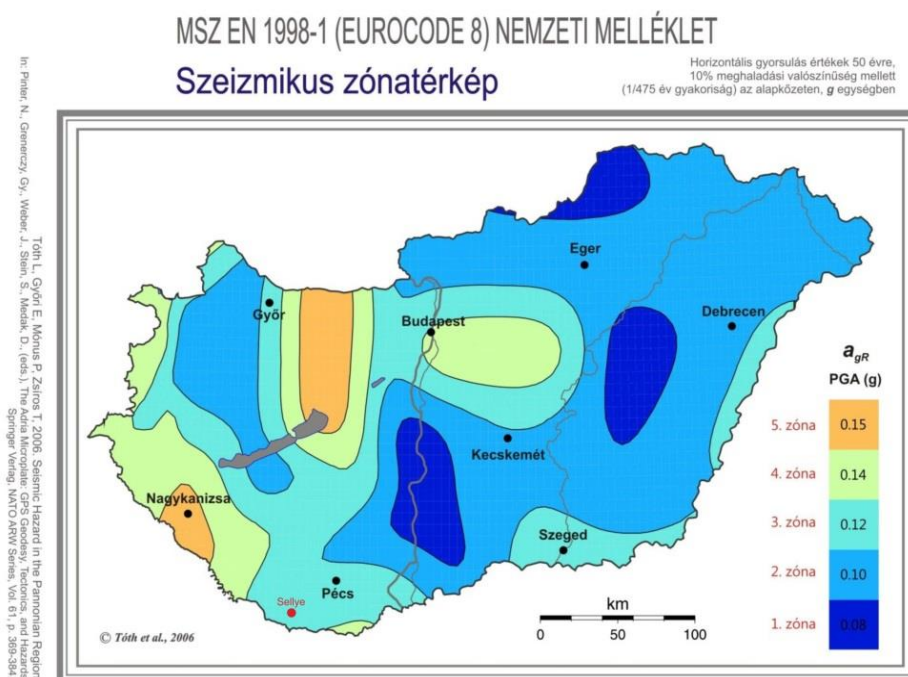 MSZ EN 1998-1 (EUROCODE 8) NEMZETI MELLÉKLET
Szeizmikus zónatérkép
Horizontális gyorsulás értékek 50 évre,
10% meghaladási valószínűség mellett
(1/475 év gyakoriság) az alapkőzeten, g egységben
Tóth L, Győri E, Mónus P, Zsíros T, 2006. Seismic Hazard in the Pannonian Region
In: Pinter, N., Grenerczy, Gy., Weber, J., Stein, S., Medak, D., (eds.), The Adria Microplate: GPS Geodesy, Tectonics, and Hazards
Springer Verlag, NATO ARW Series, Vol. 61, p. 369-384
Eger
Győr
Budapest
Debrecen
Kecskemét
Nagykanizsa
Szeged
Pécs
Sellye
agR
PGA (g)
5. zóna 0.15
4. zóna 0.14
3. zóna 0.12
2. zóna 0.10
1. zóna 0.08
km
0 50 100
© Tóth et al., 2006